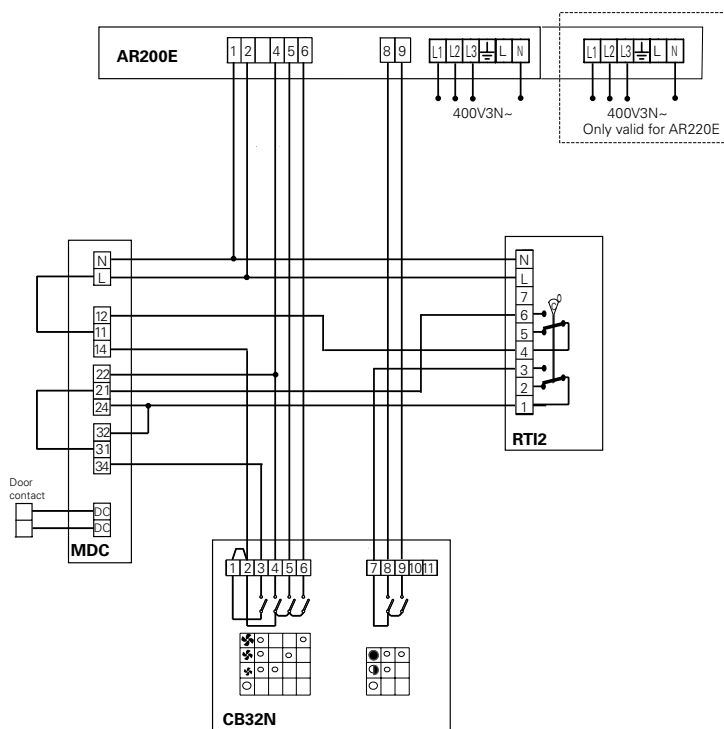 AR200E
1 2 4 5 6
8 9
L1 L2 L3 L N
L1 L2 L3 L N
400V3N~
400V3N~
Only valid for AR220E
N
L
12
11
14
22
21
24
32
31
34
DC
DC
MDC
Door
contact
N
L
7
6
5
4
3
2
1
RTI2
1 2 3 4 5 6
7 8 9 10 11
CB32N